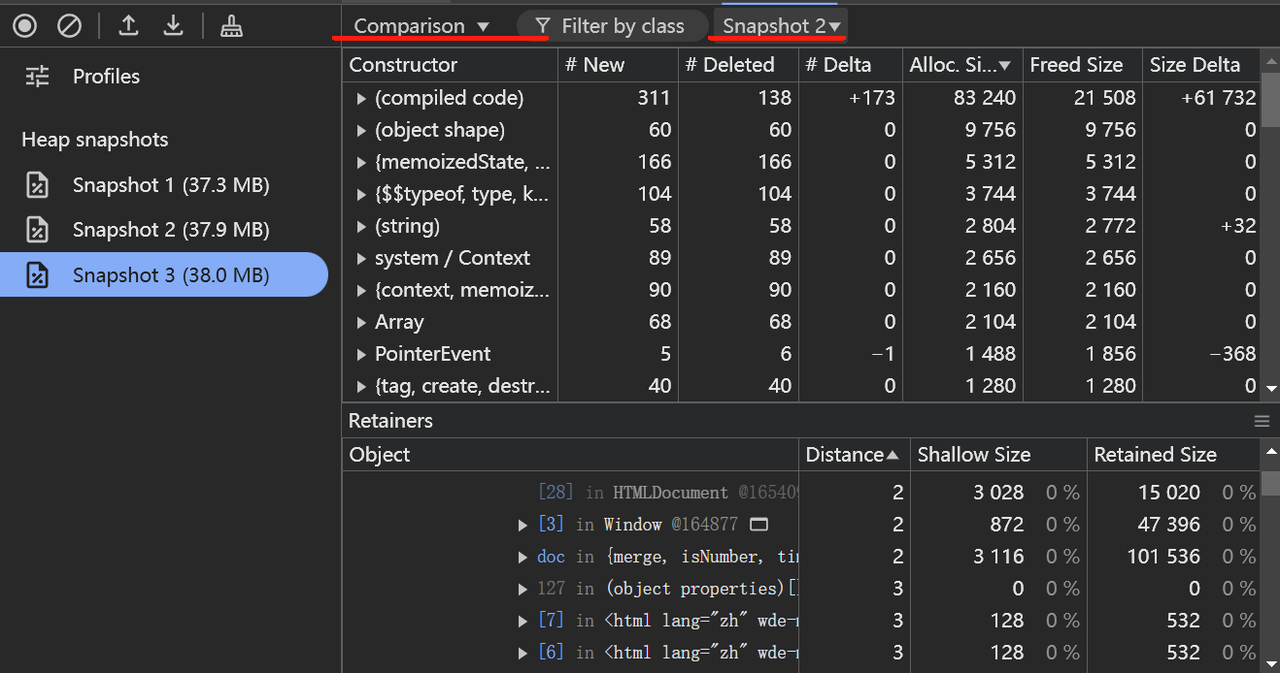 Comparison ▼ Filter by class Snapshot 2▼
Profiles
Heap snapshots
Snapshot 1 (37.3 MB)
Snapshot 2 (37.9 MB)
Snapshot 3 (38.0 MB)
Constructor # New # Deleted # Delta Alloc. Si...▼ Freed Size Size Delta
▶ (compiled code) 311 138 +173 83 240 21 508 +61 732
▶ (object shape) 60 60 0 9 756 9 756 0
▶ {memoizedState, ... 166 166 0 5 312 5 312 0
▶ {$$typeof, type, k... 104 104 0 3 744 3 744 0
▶ (string) 58 58 0 2 804 2 772 +32
▶ system / Context 89 89 0 2 656 2 656 0
▶ {context, memoiz... 90 90 0 2 160 2 160 0
▶ Array 68 68 0 2 104 2 104 0
▶ PointerEvent 5 6 −1 1 488 1 856 −368
▶ {tag, create, destr... 40 40 0 1 280 1 280 0
Retainers
Object Distance▲ Shallow Size Retained Size
[28] in HTMLDocument 2 3 028 0 % 15 020 0 %
▶ [3] in Window @164877 2 872 0 % 47 396 0 %
▶ doc in {merge, isNumber, 2 3 116 0 % 101 536 0 %
▶ 127 in (object properties)[] 3 0 0 % 0 0 %
▶ [7] in <html lang="zh" 3 128 0 % 532 0 %
▶ [6] in <html lang="zh" 3 128 0 % 532 0 %